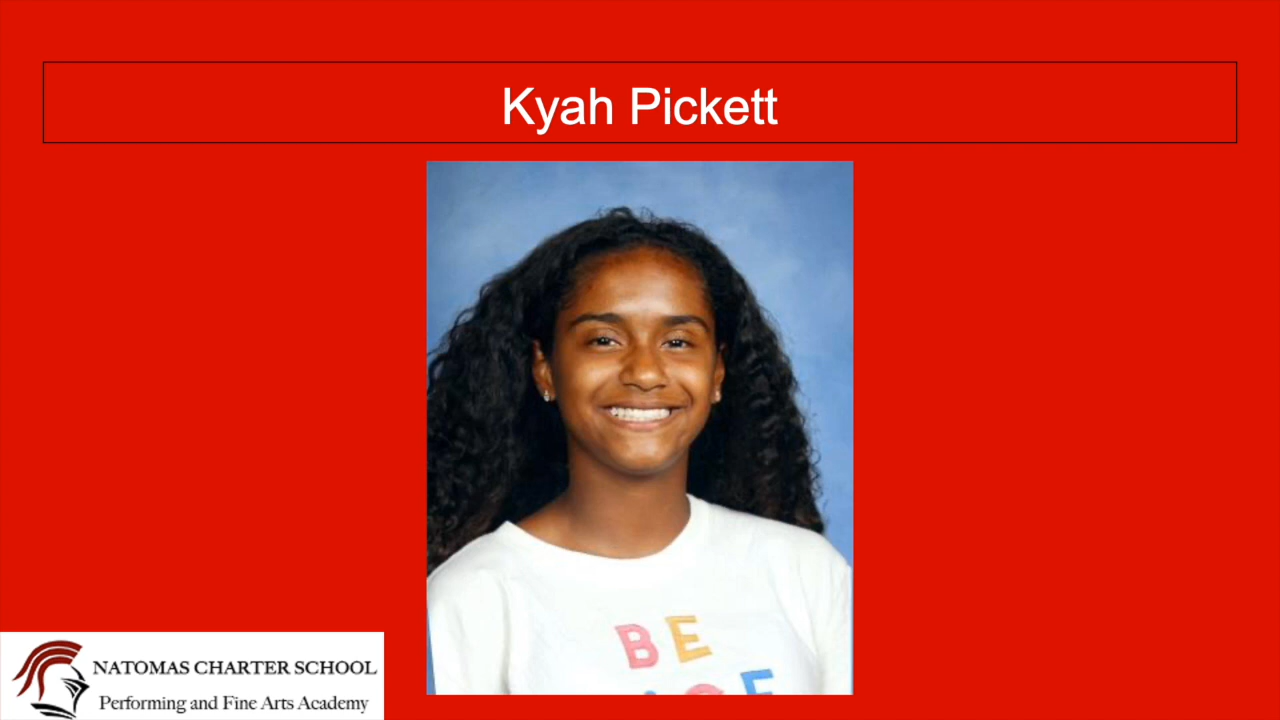 Kyah Pickett
BE
NATOMAS CHARTER SCHOOL
Performing and Fine Arts Academy